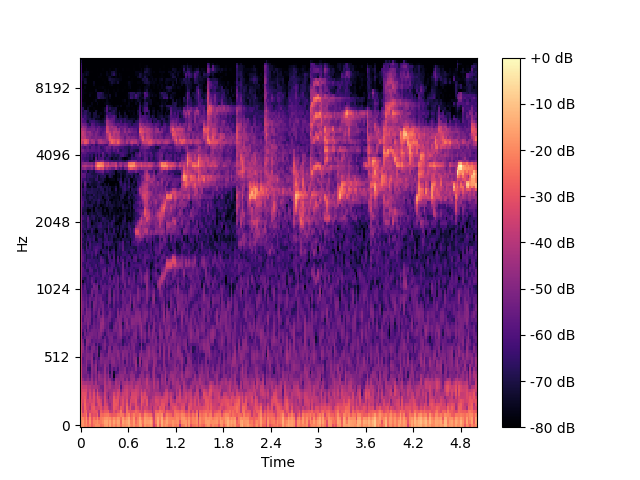 8192
4096
2048
1024
512
0
Hz
0 0.6 1.2 1.8 2.4 3 3.6 4.2 4.8
Time
+0 dB
-10 dB
-20 dB
-30 dB
-40 dB
-50 dB
-60 dB
-70 dB
-80 dB